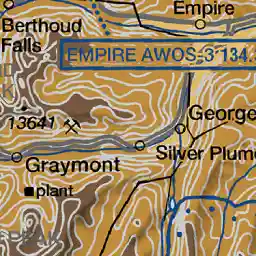 Empire
Berthoud
Falls
EMPIRE AWOS-3 134.
13641
George
Silver Plum
Graymont
plant